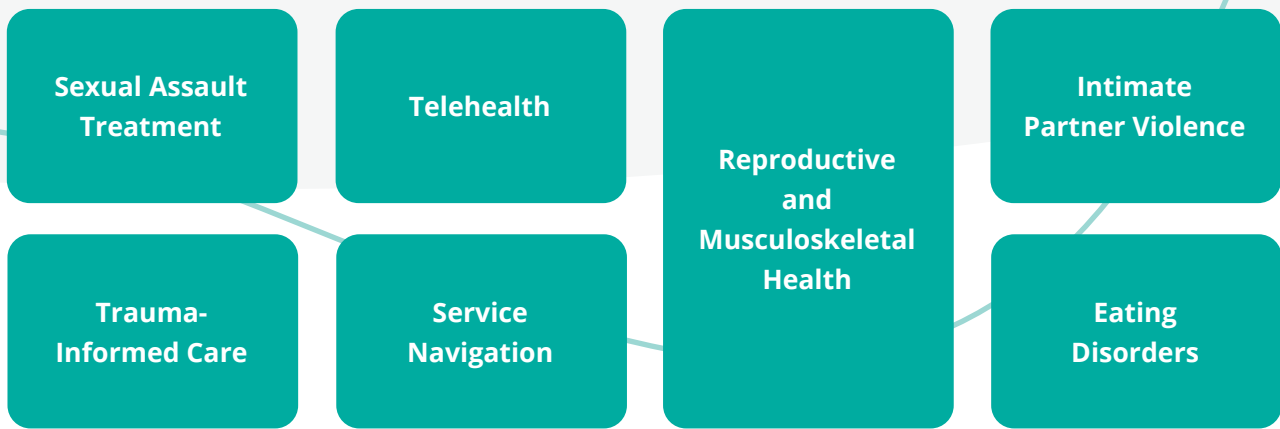 Sexual Assault
Treatment
Telehealth
Reproductive
and
Musculoskeletal
Health
Intimate
Partner Violence
Trauma-
Informed Care
Service
Navigation
Eating
Disorders